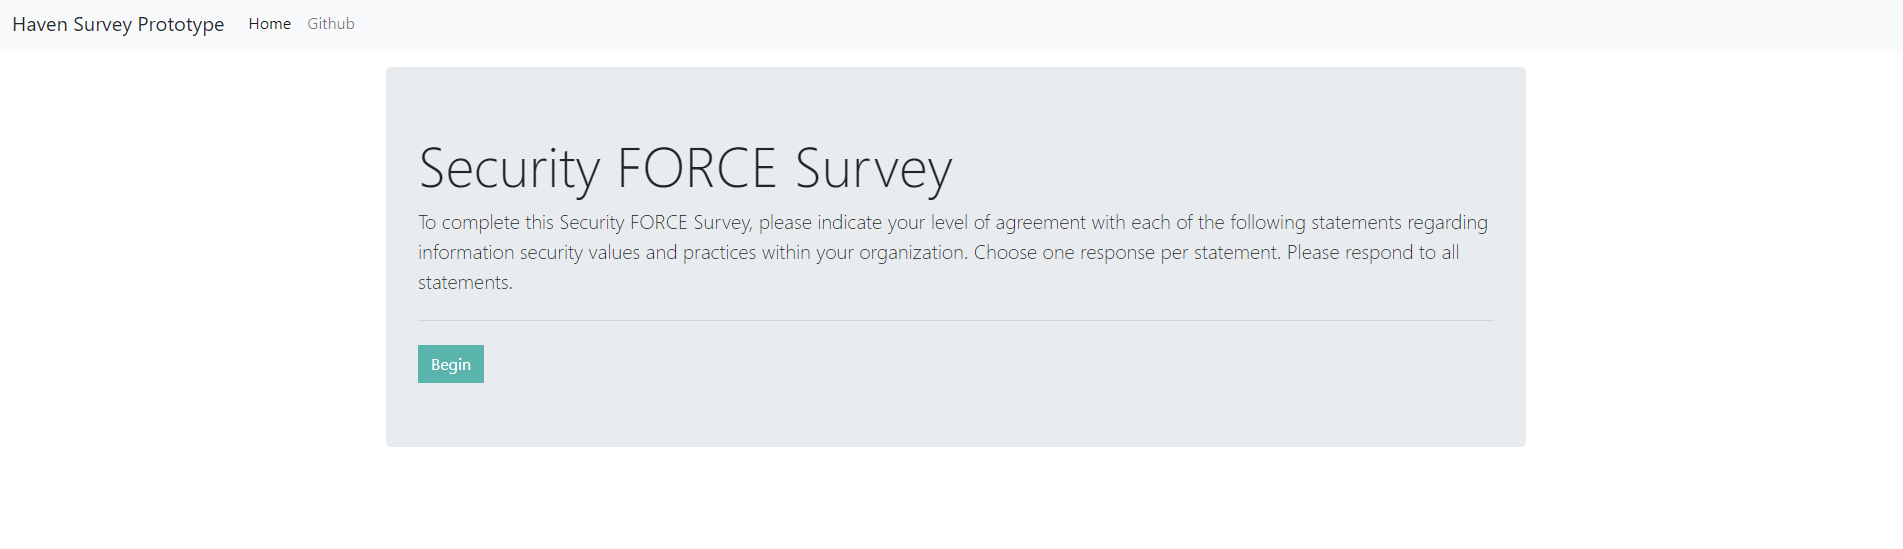 Haven Survey Prototype Home Github
Security FORCE Survey
To complete this Security FORCE Survey, please indicate your level of agreement with each of the following statements regarding
information security values and practices within your organization. Choose one response per statement. Please respond to all
statements.
Begin